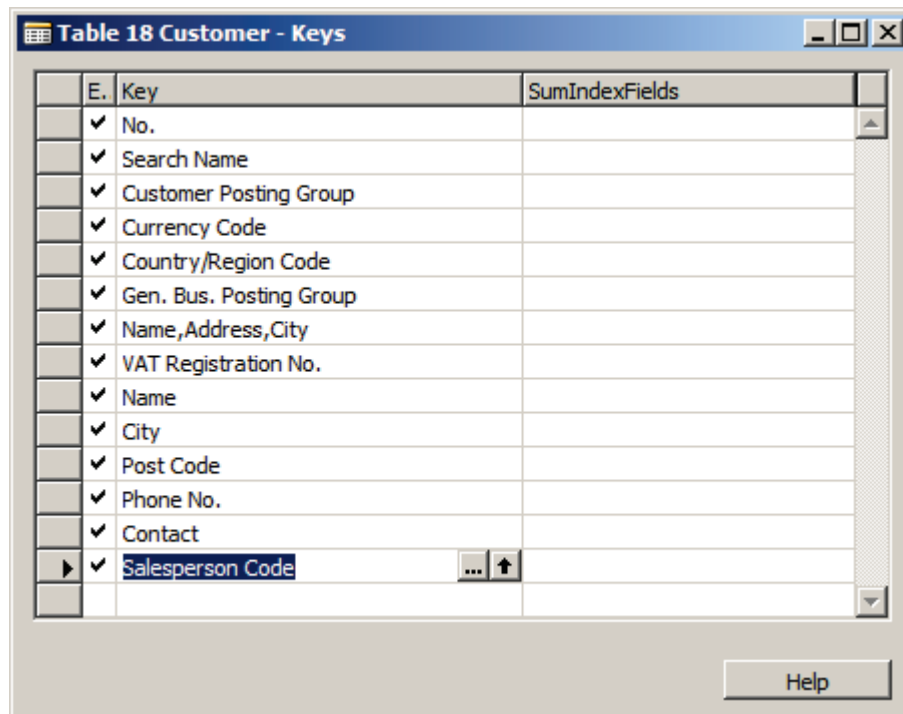 Table 18 Customer - Keys
E. Key SumIndexFields
No.
Search Name
Customer Posting Group
Currency Code
Country/Region Code
Gen. Bus. Posting Group
Name,Address,City
VAT Registration No.
Name
City
Post Code
Phone No.
Contact
Salesperson Code ...
Help